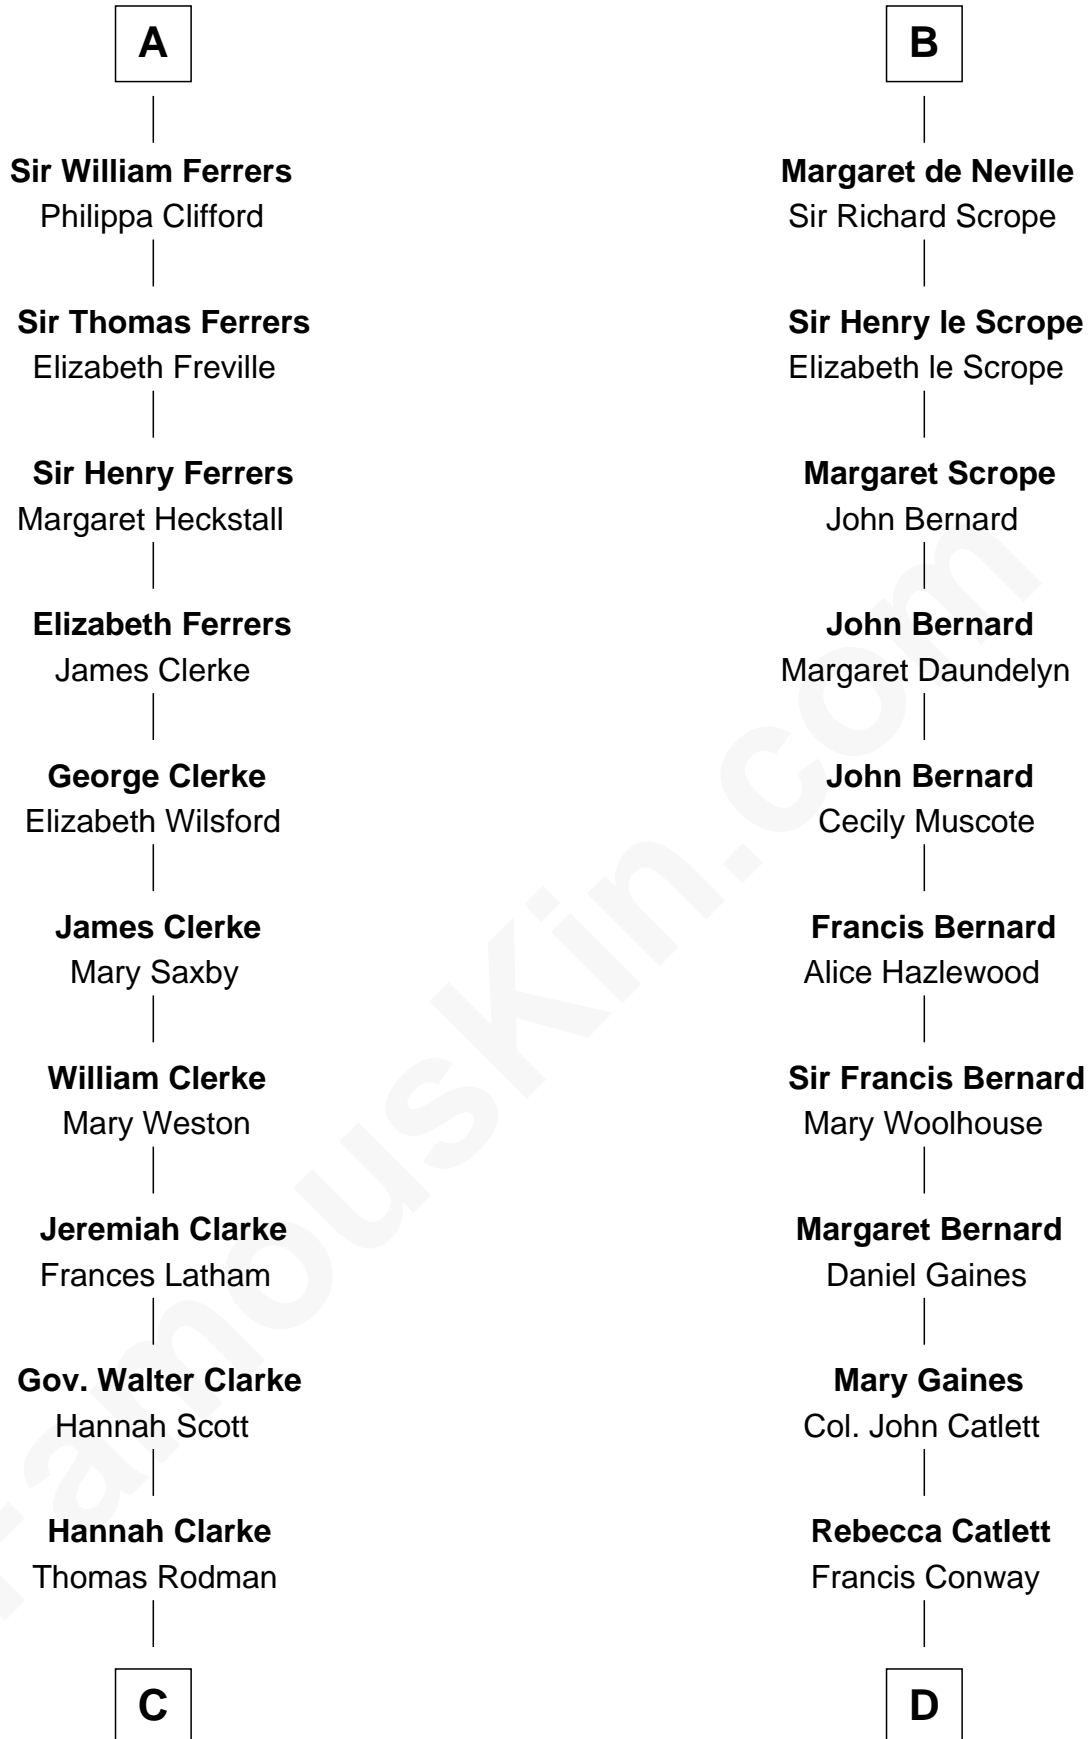 A
Sir William Ferrers
Philippa Clifford
Sir Thomas Ferrers
Elizabeth Freville
Sir Henry Ferrers
Margaret Heckstall
Elizabeth Ferrers
James Clerke
George Clerke
Elizabeth Wilsford
James Clerke
Mary Saxby
William Clerke
Mary Weston
Jeremiah Clarke
Frances Latham
Gov. Walter Clarke
Hannah Scott
Hannah Clarke
Thomas Rodman
C
B
Margaret de Neville
Sir Richard Scrope
Sir Henry le Scrope
Elizabeth le Scrope
Margaret Scrope
John Bernard
John Bernard
Margaret Daundelyn
John Bernard
Cecily Muscote
Francis Bernard
Alice Hazlewood
Sir Francis Bernard
Mary Woolhouse
Margaret Bernard
Daniel Gaines
Mary Gaines
Col. John Catlett
Rebecca Catlett
Francis Conway
D
FamousKin.com